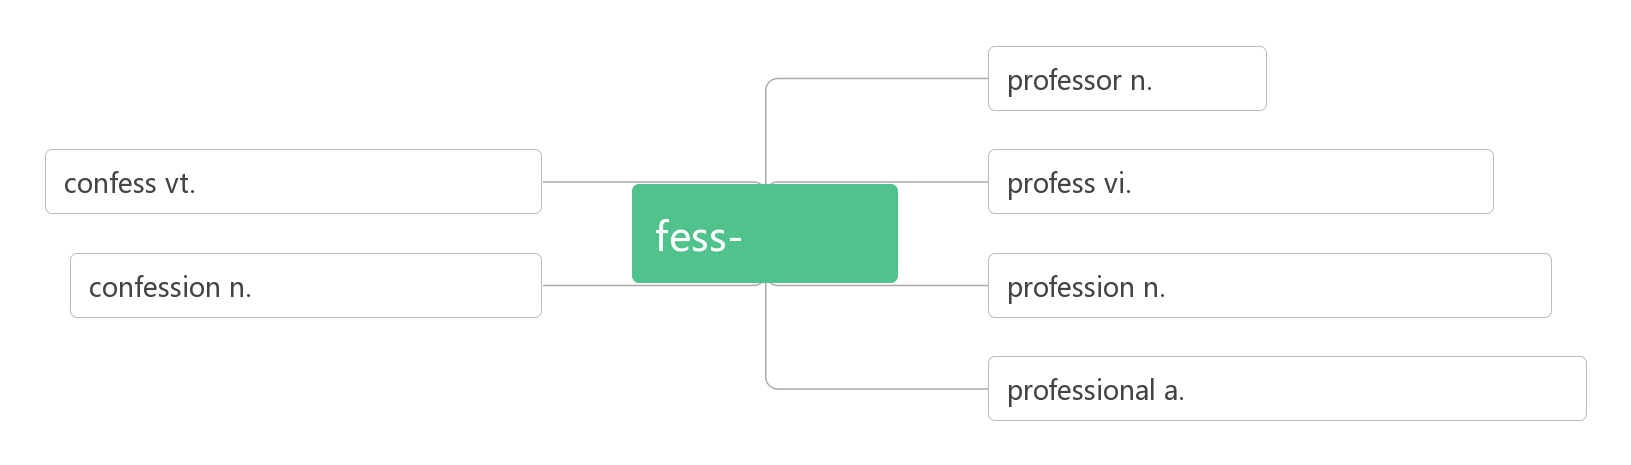 professor n.
confess vt.
profess vi.
fess-
confession n.
profession n.
professional a.